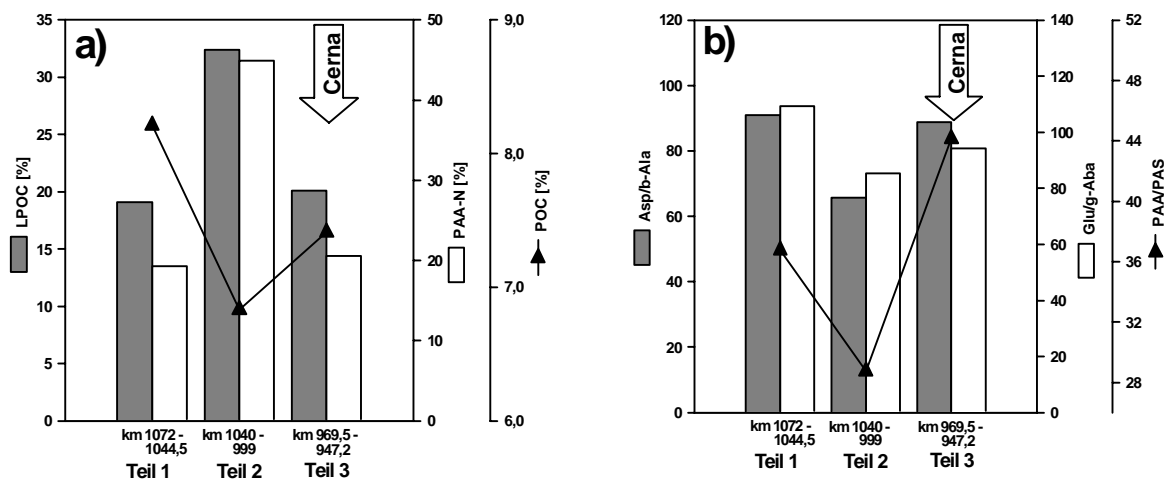 a)
Cerna
35
30
25
20
15
10
5
0
LPOC [%]
50
40
30
20
10
0
PAA-N [%]
9,0
8,0
7,0
6,0
POC [%]
km 1072 -
1044,5
Teil 1
km 1040 -
999
Teil 2
km 969,5 -
947,2
Teil 3
b)
Cerna
120
100
80
60
40
20
0
Asp/b-Ala
140
120
100
80
60
40
20
0
Glu/g-Aba
52
48
44
40
36
32
28
PAA/PAS
km 1072 -
1044,5
Teil 1
km 1040 -
999
Teil 2
km 969,5 -
947,2
Teil 3